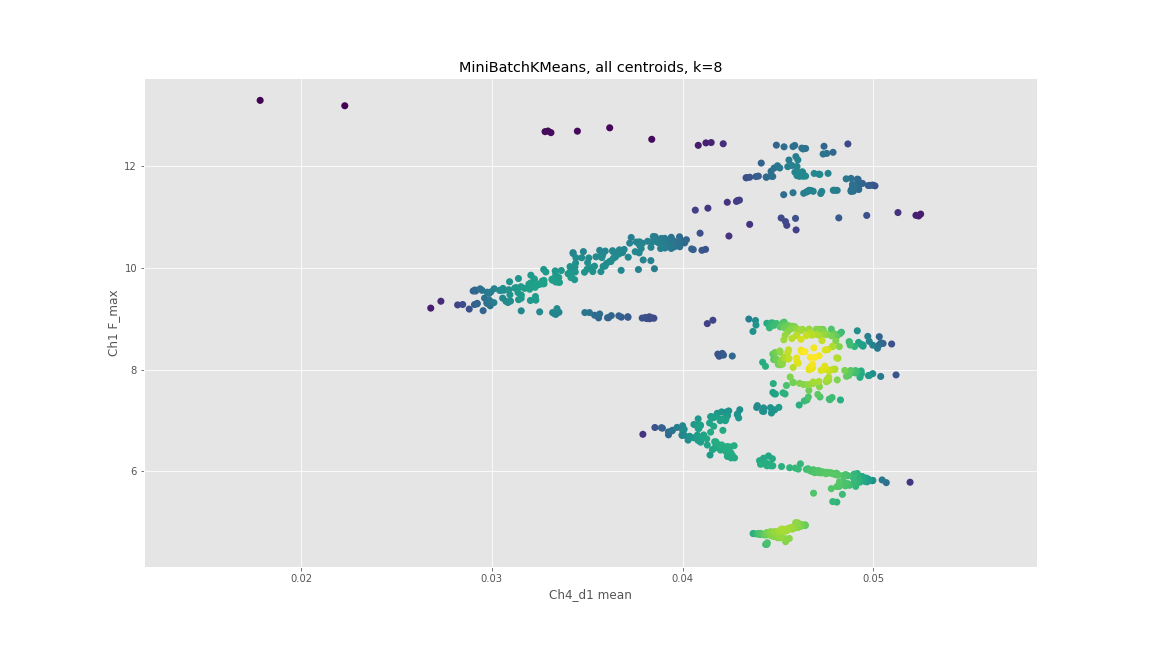 MiniBatchKMeans, all centroids, k=8
12
10
8
6
Ch1 F_max
0.02 0.03 0.04 0.05
Ch4_d1 mean